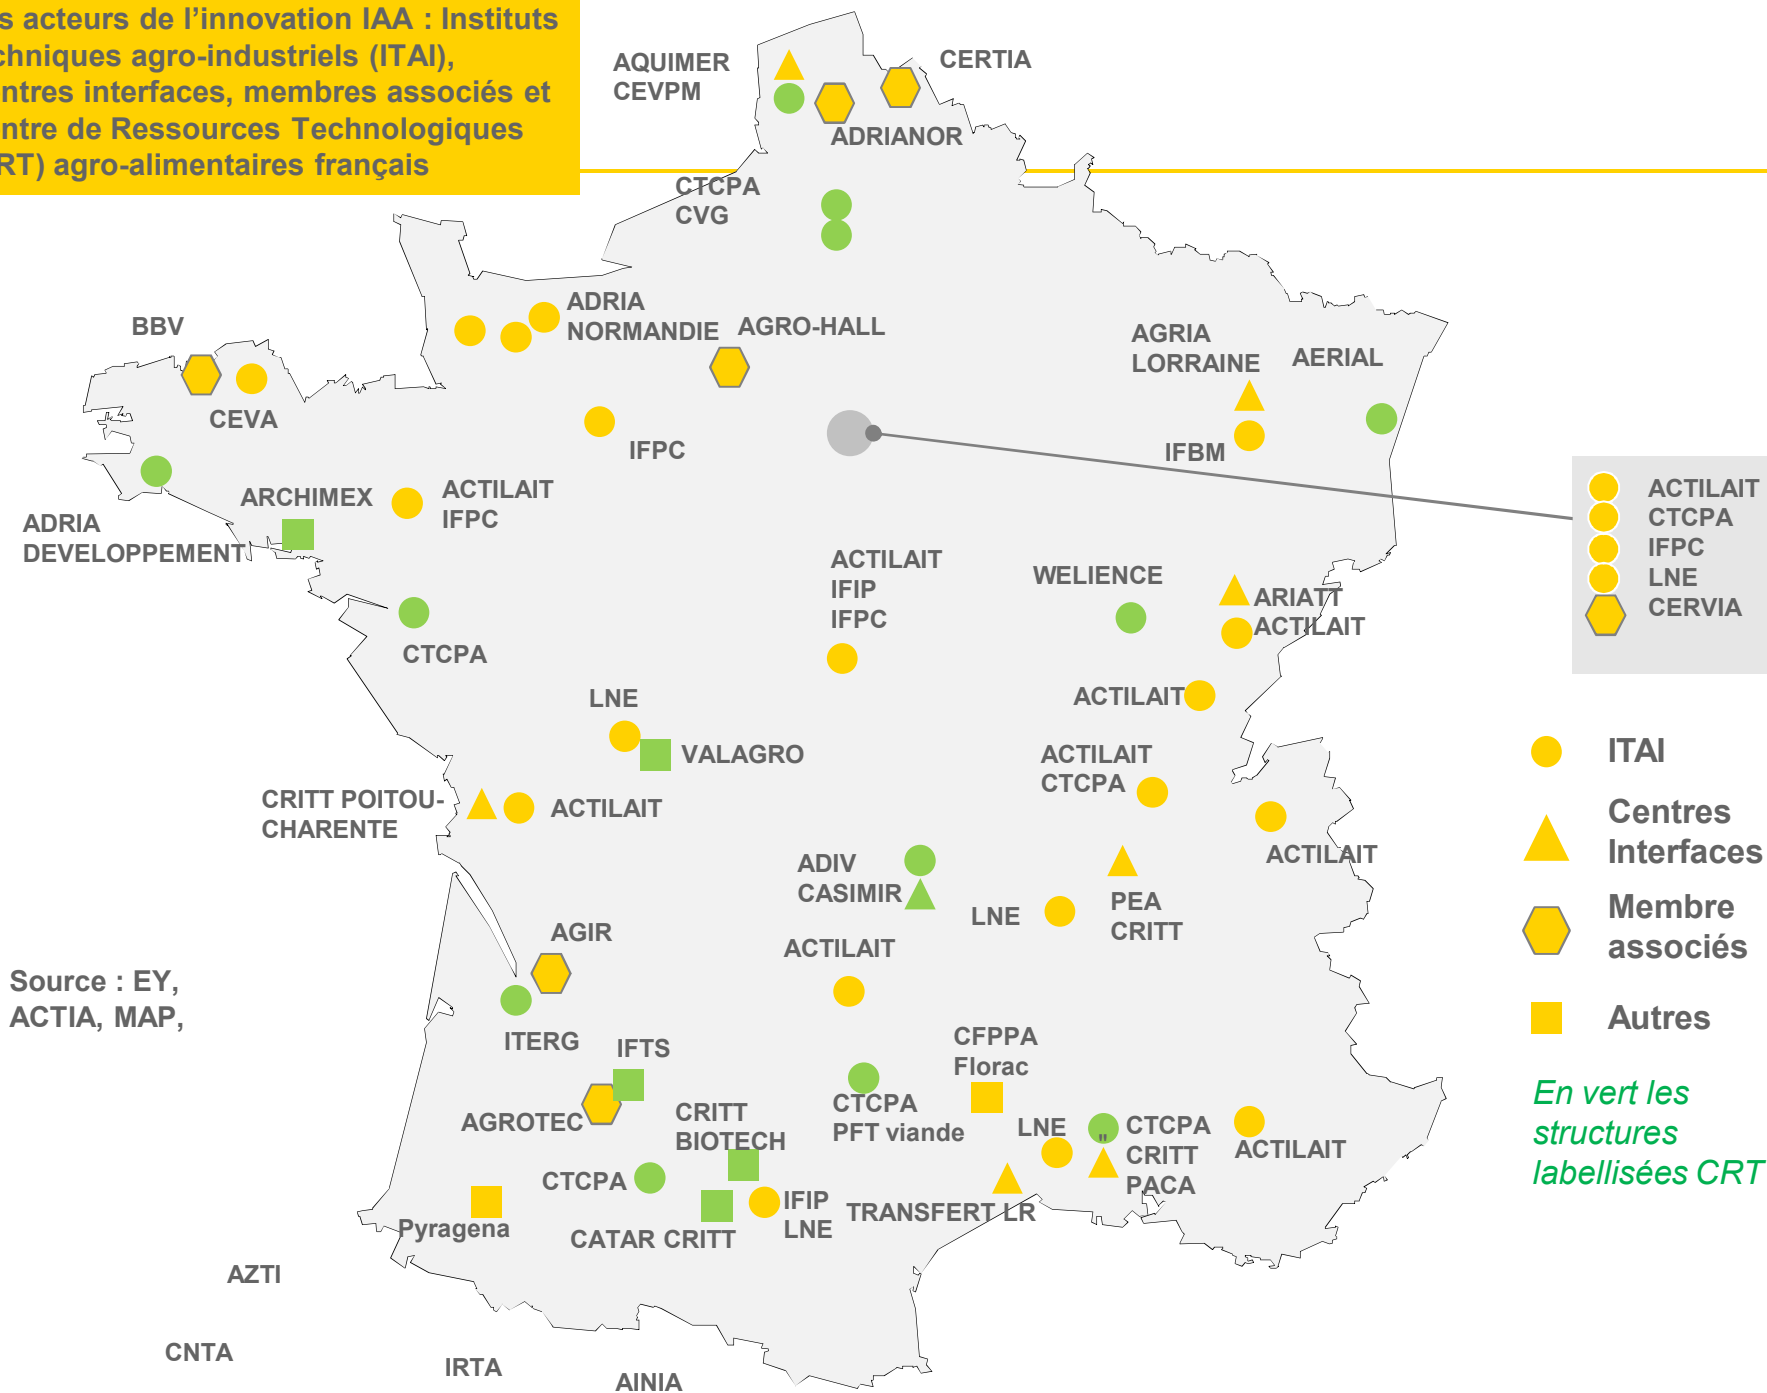 s acteurs de l’innovation IAA : Instituts
chniques agro-industriels (ITAI),
ntres interfaces, membres associés et
ntre de Ressources Technologiques
RT) agro-alimentaires français
AQUIMER
CEVPM
CERTIA
ADRIANOR
CTCPA
CVG
ADRIA
NORMANDIE
AGRO-HALL
BBV
CEVA
AGRIA
LORRAINE
AERIAL
IFPC
IFBM
ARCHIMEX
ACTILAIT
IFPC
ADRIA
DEVELOPPEMENT
ACTILAIT
CTCPA
IFPC
LNE
CERVIA
ACTILAIT
IFIP
IFPC
WELIENCE
ARIATT
ACTILAIT
CTCPA
LNE
ACTILAIT
VALAGRO
ACTILAIT
CTCPA
ITAI
CRITT POITOU-
CHARENTE
ACTILAIT
ACTILAIT
Centres
Interfaces
ADIV
CASIMIR
LNE
PEA
CRITT
Membre
associés
AGIR
ACTILAIT
Source : EY,
ACTIA, MAP,
Autres
ITERG
IFTS
CFPPA
Florac
AGROTEC
CRITT
BIOTECH
CTCPA
PFT viande
LNE
"
CTCPA
CRITT
PACA
ACTILAIT
En vert les
structures
labellisées CRT
CTCPA
IFIP
LNE
TRANSFERT LR
Pyragena
CATAR CRITT
AZTI
CNTA
IRTA
AINIA